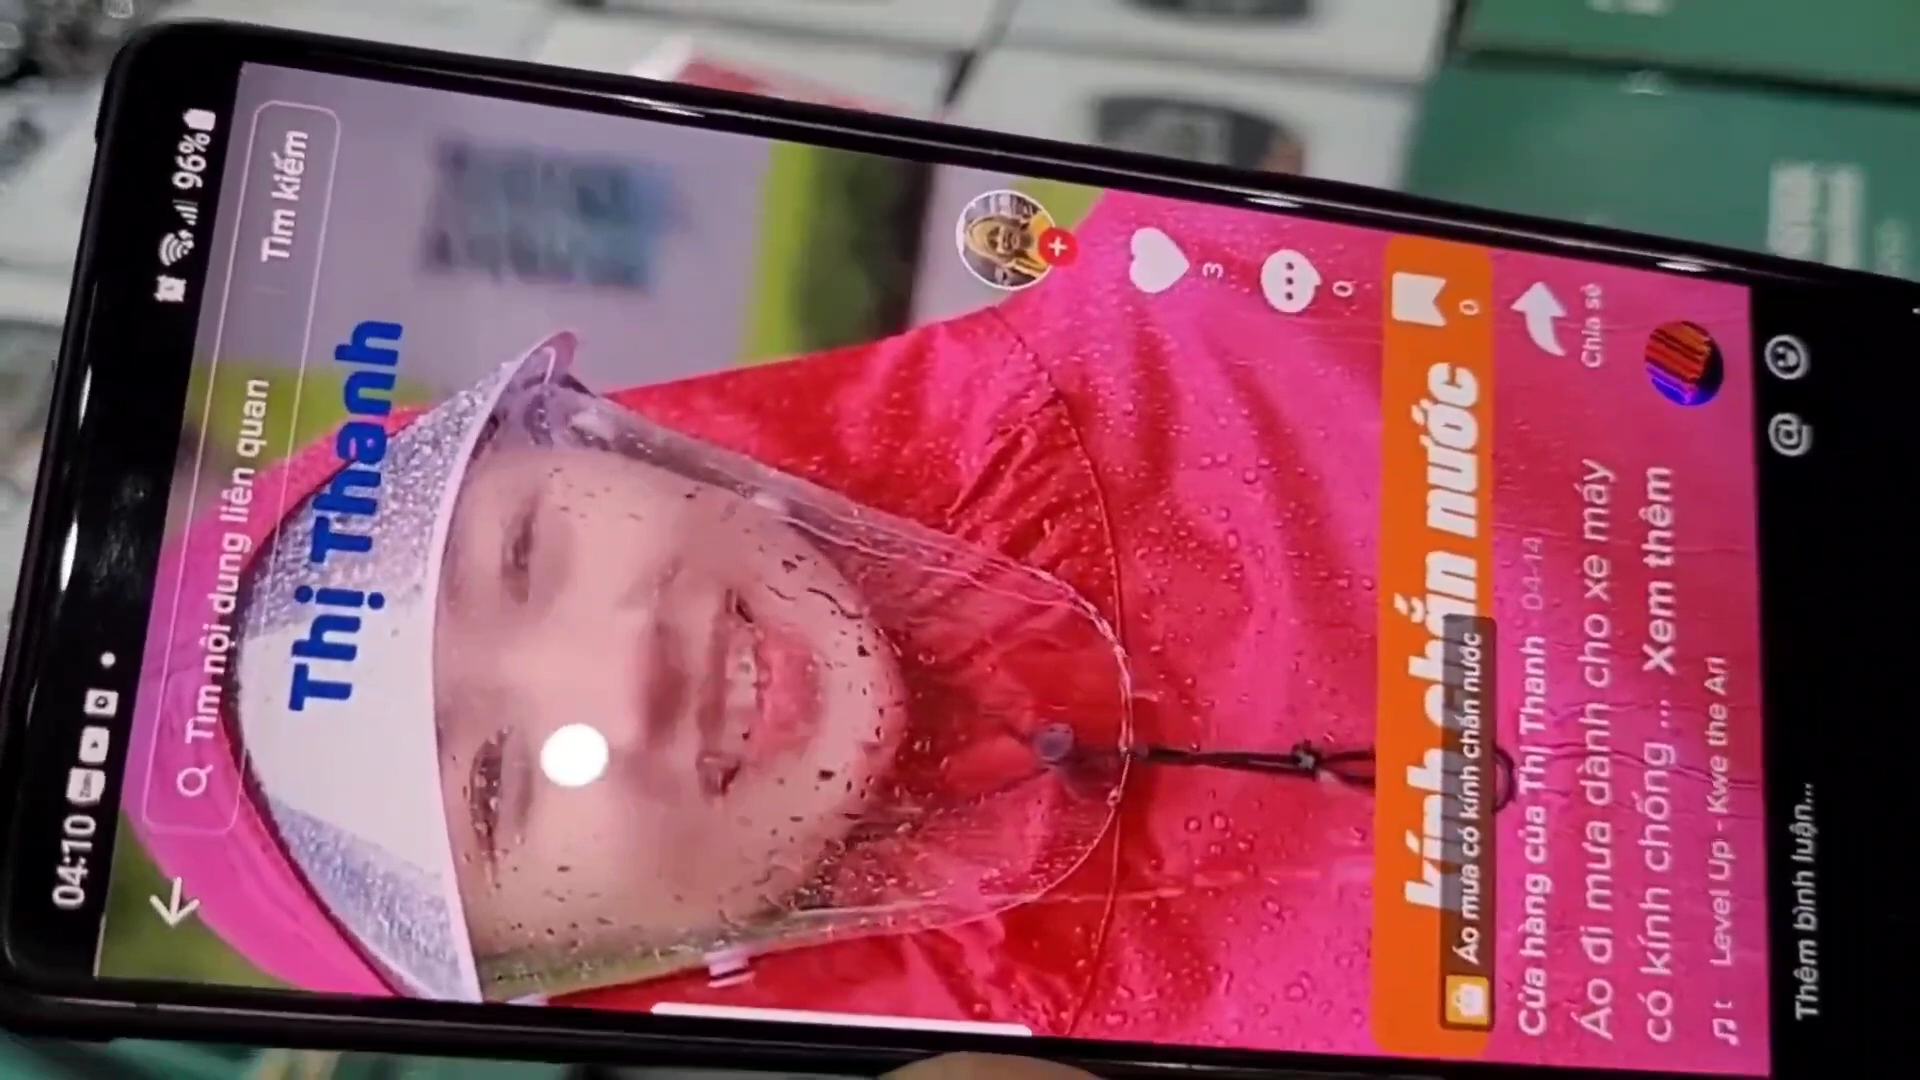 04:10
96%
Tìm nội dung liên quan
Tìm kiếm
Thị Thanh
3
0
0
Chia sẻ
kính chắn nước
Áo mưa có kính chắn nước
Cửa hàng của Thị Thanh 04-14
Áo đi mưa dành cho xe máy
có kính chống ... Xem thêm
t Level Up - Kwe the Ari
Thêm bình luận...
@